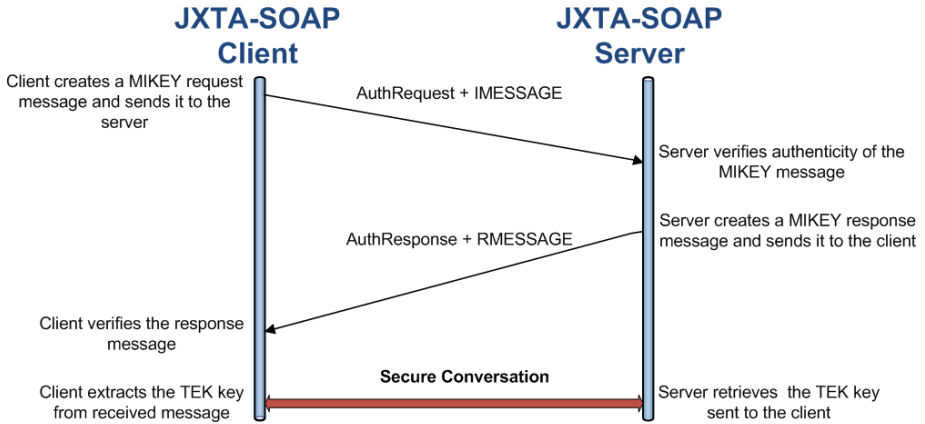 JXTA-SOAP
Client
JXTA-SOAP
Server
Client creates a MIKEY request
message and sends it to the
server
AuthRequest + IMESSAGE
Server verifies authenticity of the
MIKEY message
Server creates a MIKEY response
message and sends it to the client
AuthResponse + RMESSAGE
Client verifies the response
message
Secure Conversation
Client extracts the TEK key
from received message
Server retrieves the TEK key
sent to the client